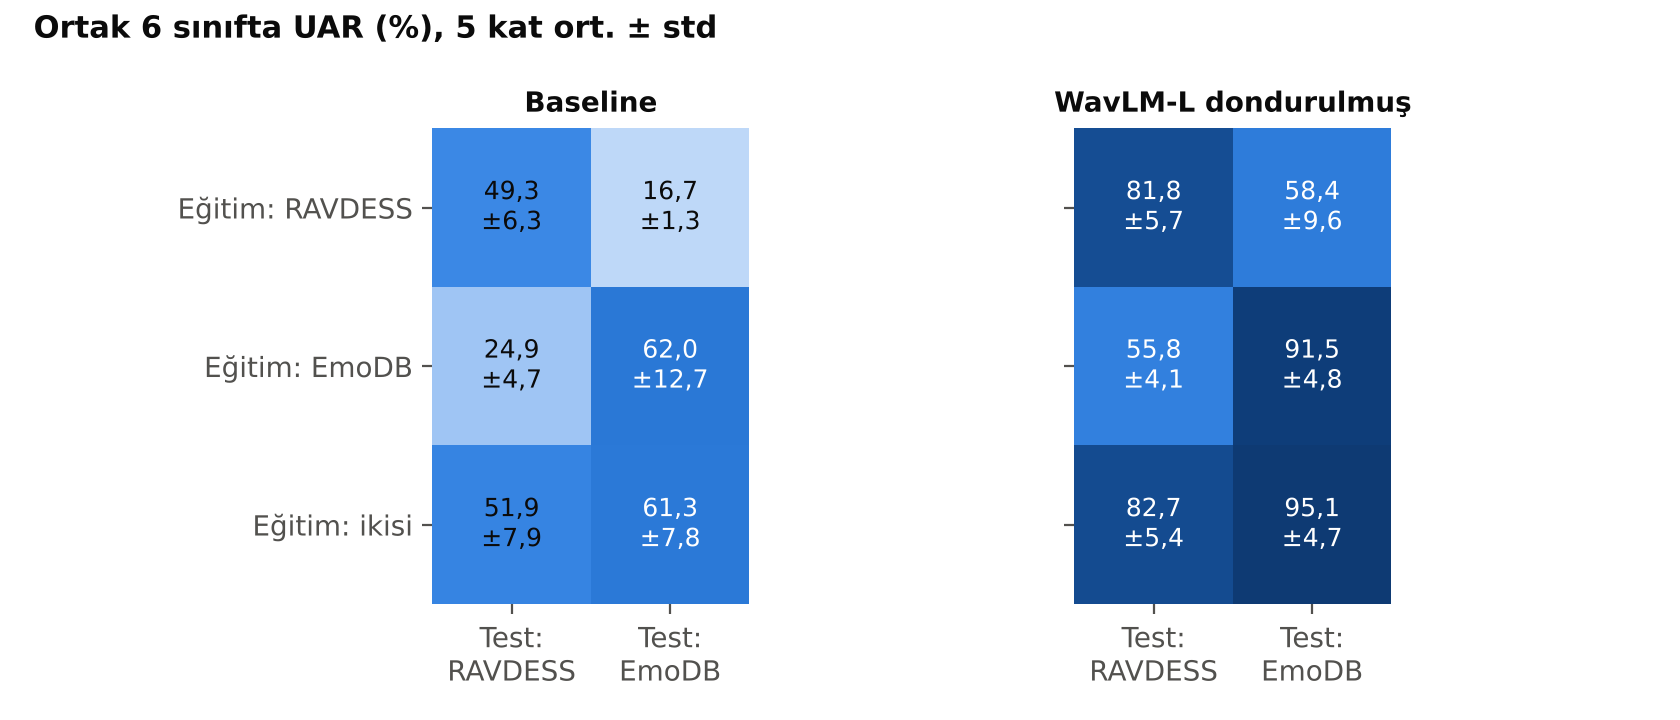 Ortak 6 sınıfta UAR (%), 5 kat ort. ± std
Baseline
WavLM-L dondurulmuş
Eğitim: RAVDESS
49,3
±6,3
16,7
±1,3
81,8
±5,7
58,4
±9,6
Eğitim: EmoDB
24,9
±4,7
62,0
±12,7
55,8
±4,1
91,5
±4,8
Eğitim: ikisi
51,9
±7,9
61,3
±7,8
82,7
±5,4
95,1
±4,7
Test:
RAVDESS
Test:
EmoDB
Test:
RAVDESS
Test:
EmoDB